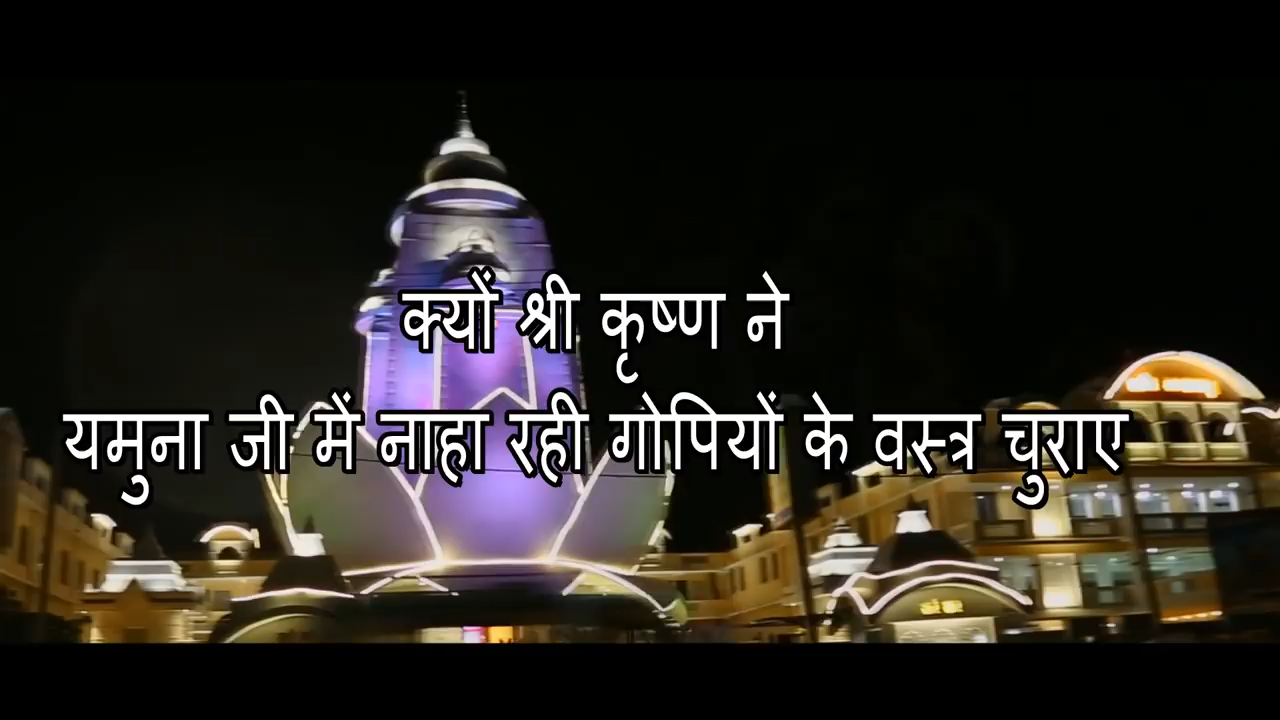 क्यों श्री कृष्ण ने
यमुना जी में नाहा रही गोपियों के वस्त्र चुराए